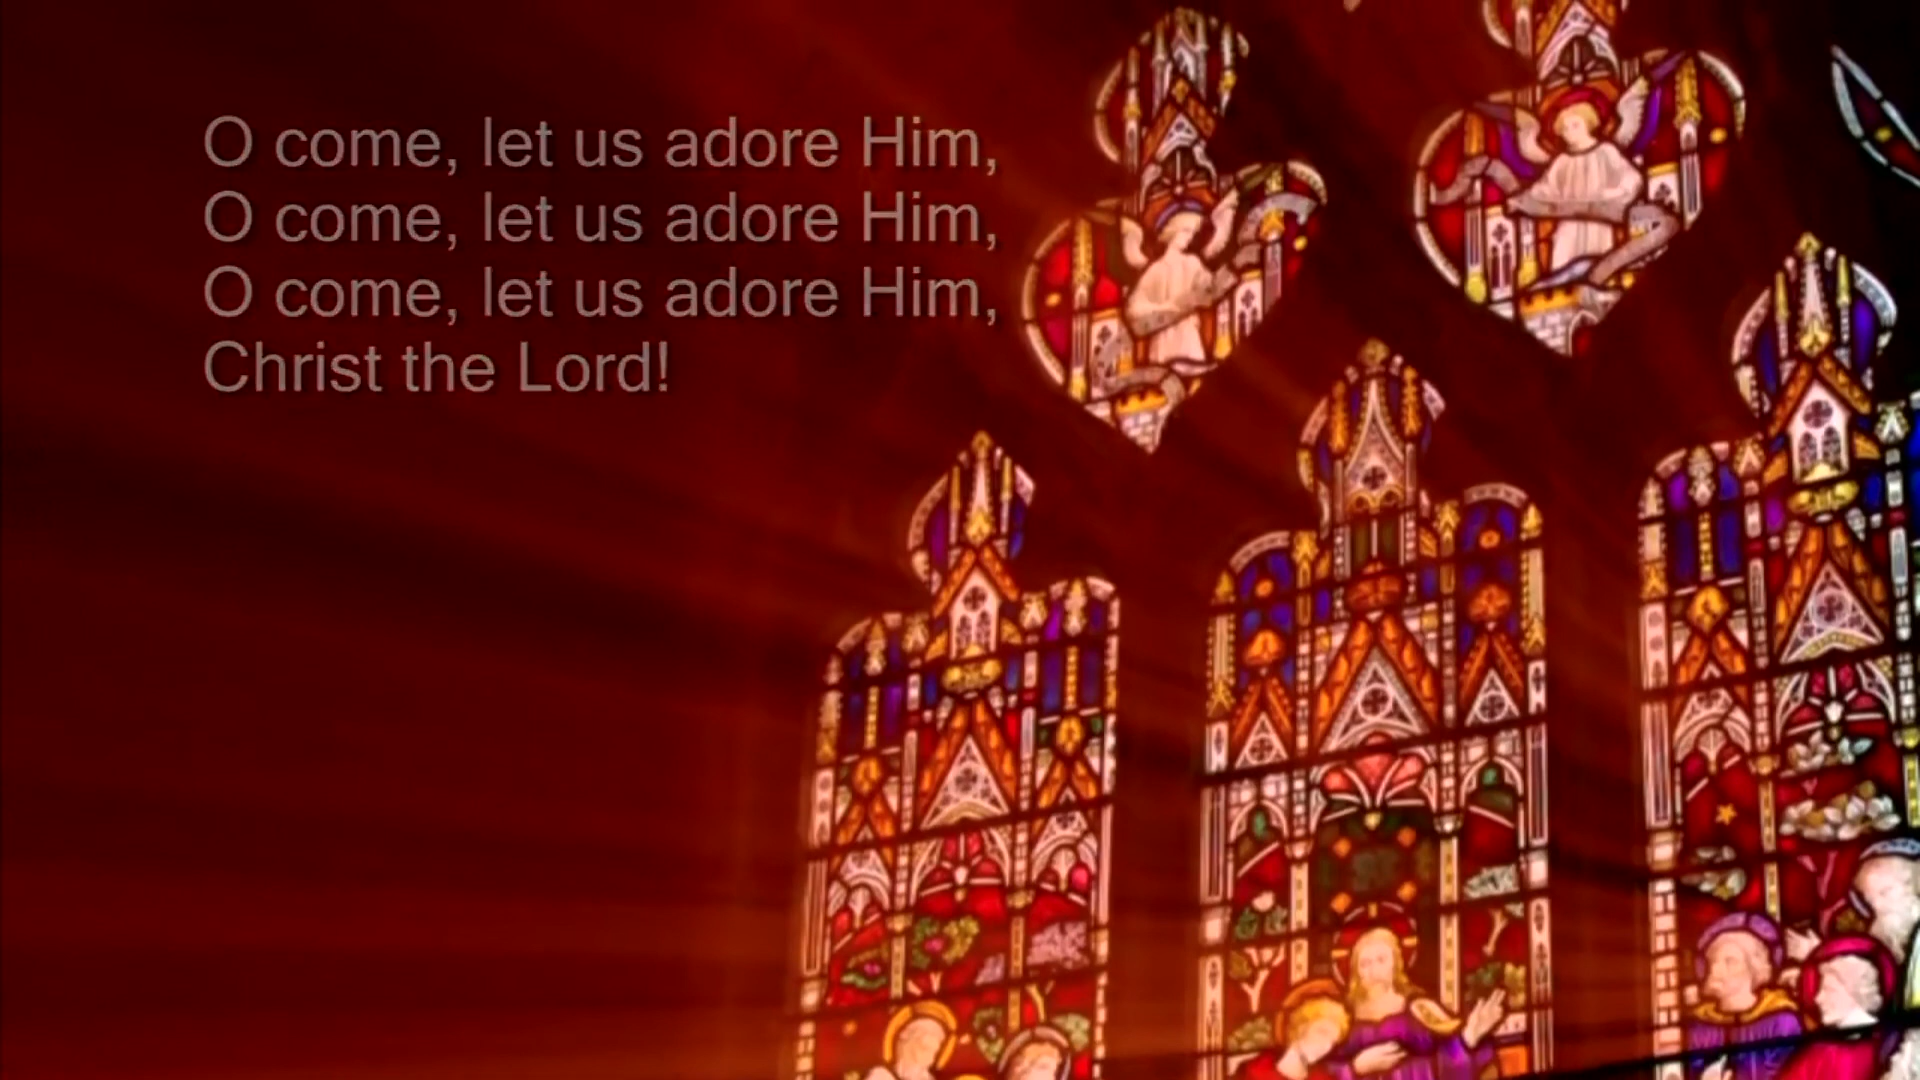 O come, let us adore Him,
O come, let us adore Him,
O come, let us adore Him,
Christ the Lord!